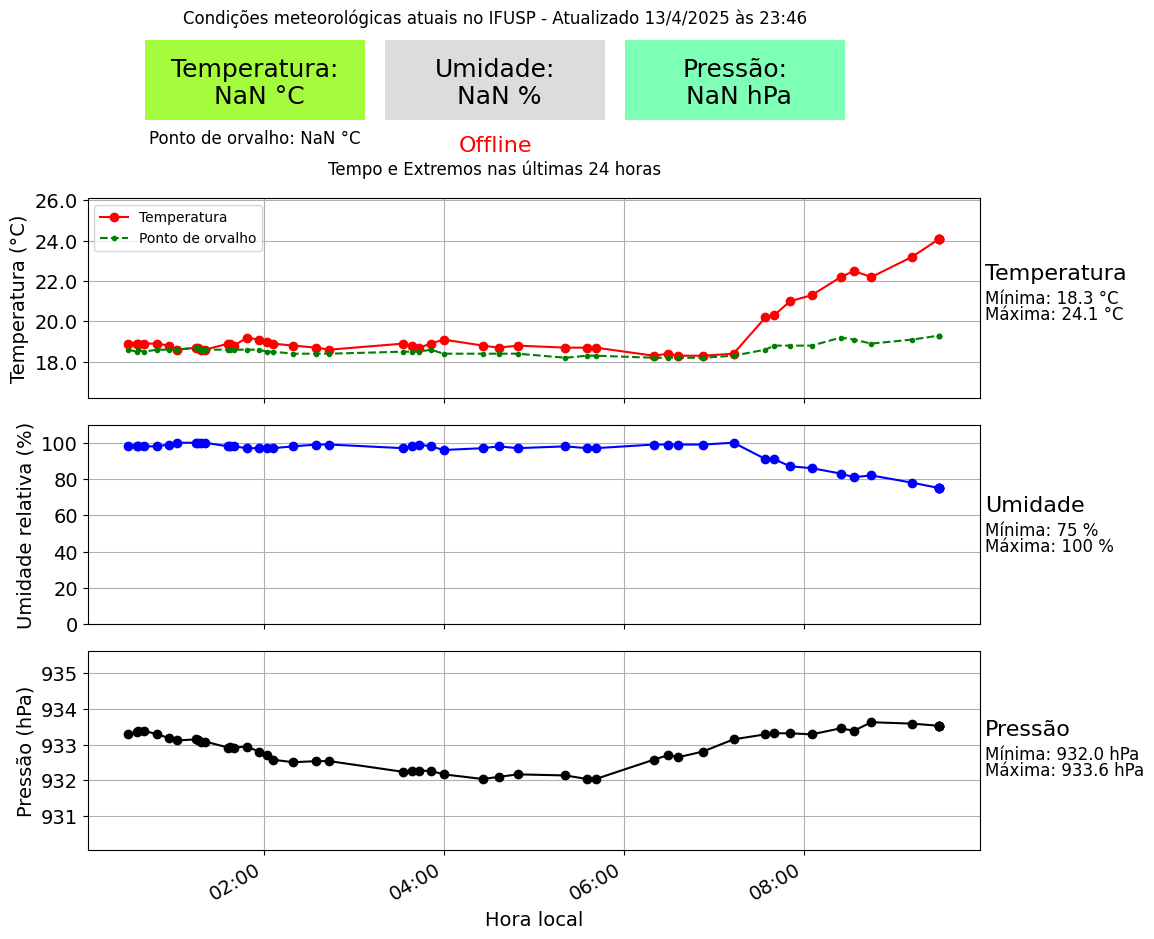 Condições meteorológicas atuais no IFUSP - Atualizado 13/4/2025 às 23:46
Temperatura:
NaN °C
Umidade:
NaN %
Pressão:
NaN hPa
Ponto de orvalho: NaN °C
Offline
Tempo e Extremos nas últimas 24 horas
Temperatura (°C)
26.0
24.0
22.0
20.0
18.0
Temperatura
Ponto de orvalho
Temperatura
Mínima: 18.3 °C
Máxima: 24.1 °C
Umidade relativa (%)
100
80
60
40
20
0
Umidade
Mínima: 75 %
Máxima: 100 %
Pressão (hPa)
935
934
933
932
931
Pressão
Mínima: 932.0 hPa
Máxima: 933.6 hPa
02:00
04:00
06:00
08:00
Hora local